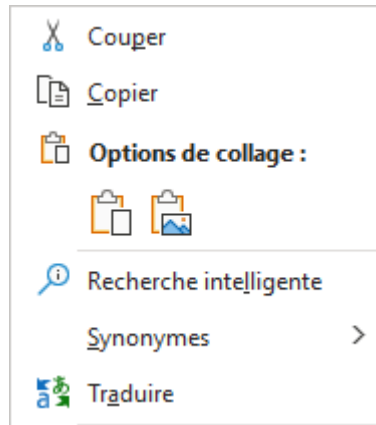 Couper
Copier
Options de collage :
Recherche intelligente
Synonymes
Traduire